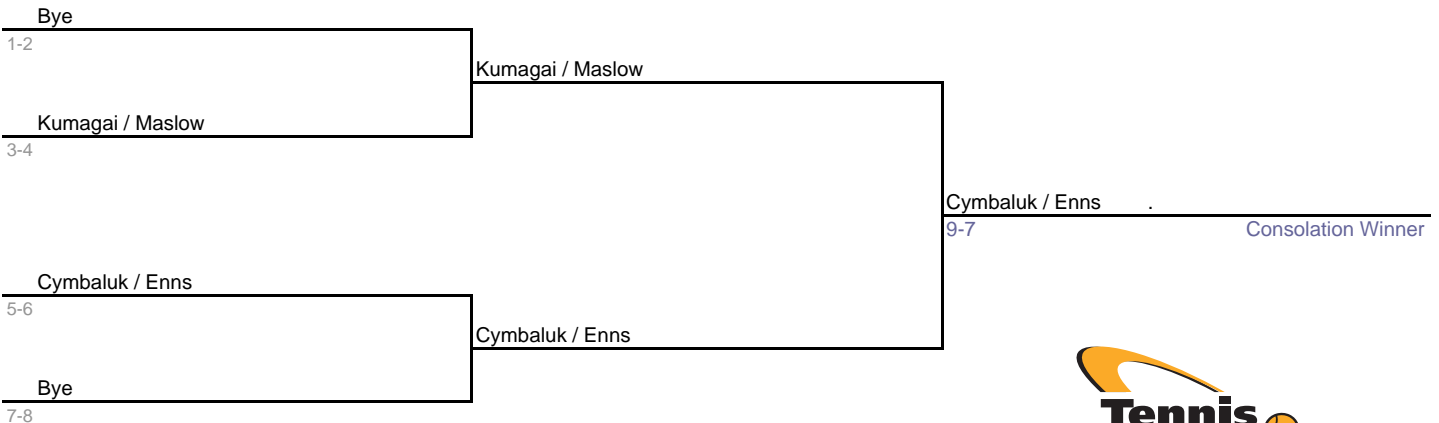 Bye
1-2
Kumagai / Maslow
Kumagai / Maslow
3-4
Cymbaluk / Enns .
9-7 Consolation Winner
Cymbaluk / Enns
5-6
Cymbaluk / Enns
Bye
7-8
Tennis